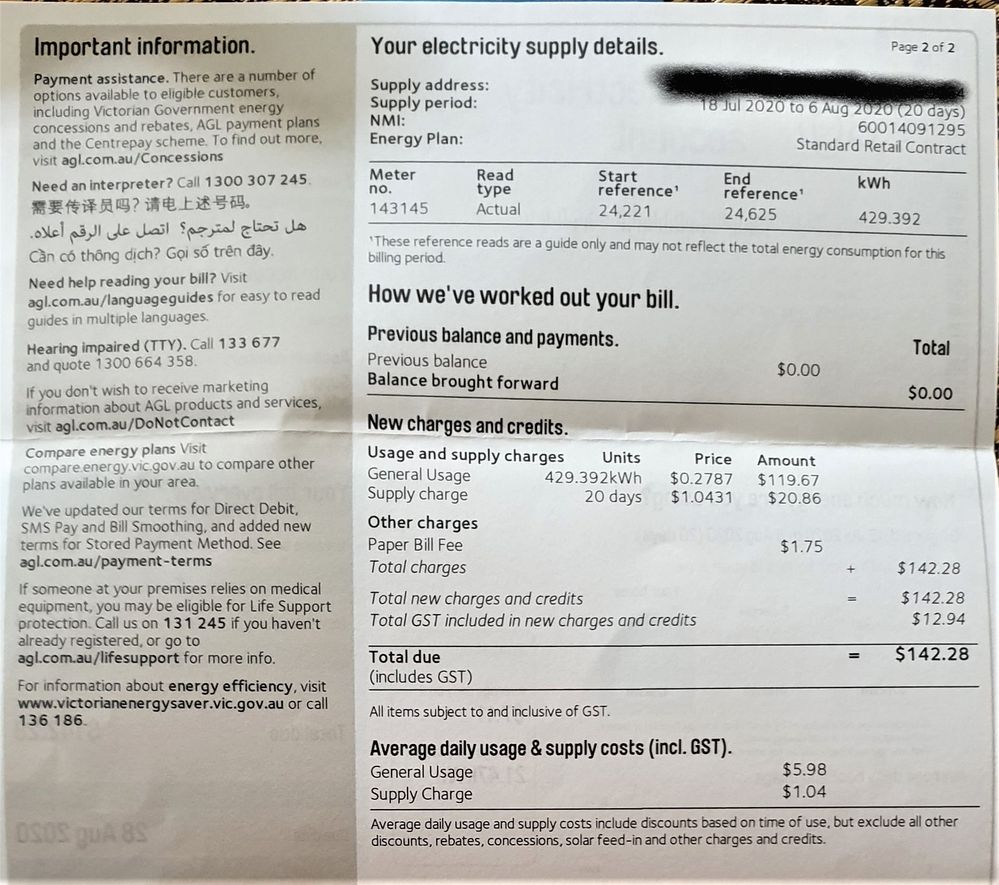 Important information.
Payment assistance. There are a number of
options available to eligible customers,
including Victorian Government energy
concessions and rebates, AGL payment plans
and the Centrepay scheme. To find out more,
visit agl.com.au/Concessions
Need an interpreter? Call 1300 307 245.
需要传译员吗？请电上述号码。
هل تحتاج لمترجم؟ اتصل على الرقم أعلاه.
Cần có thông dịch? Gọi số trên đây.
Need help reading your bill? Visit
agl.com.au/languageguides for easy to read
guides in multiple languages.
Hearing impaired (TTY). Call 133 677
and quote 1300 664 358.
If you don't wish to receive marketing
information about AGL products and services,
visit agl.com.au/DoNotContact
Compare energy plans Visit
compare.energy.vic.gov.au to compare other
plans available in your area.
We've updated our terms for Direct Debit,
SMS Pay and Bill Smoothing, and added new
terms for Stored Payment Method. See
agl.com.au/payment-terms
If someone at your premises relies on medical
equipment, you may be eligible for Life Support
protection. Call us on 131 245 if you haven't
already registered, or go to
agl.com.au/lifesupport for more info.
For information about energy efficiency, visit
www.victorianenergysaver.vic.gov.au or call
136 186.
Your electricity supply details.
Page 2 of 2
Supply address:
Supply period: 18 Jul 2020 to 6 Aug 2020 (20 days)
NMI: 60014091295
Energy Plan: Standard Retail Contract
Meter no. Read type Start reference¹ End reference¹ kWh
143145 Actual 24,221 24,625 429.392
¹These reference reads are a guide only and may not reflect the total energy consumption for this
billing period.
How we've worked out your bill.
Previous balance and payments. Total
Previous balance $0.00
Balance brought forward $0.00
New charges and credits.
Usage and supply charges Units Price Amount
General Usage 429.392kWh $0.2787 $119.67
Supply charge 20 days $1.0431 $20.86
Other charges
Paper Bill Fee $1.75
Total charges + $142.28
Total new charges and credits = $142.28
Total GST included in new charges and credits $12.94
Total due = $142.28
(includes GST)
All items subject to and inclusive of GST.
Average daily usage & supply costs (incl. GST).
General Usage $5.98
Supply Charge $1.04
Average daily usage and supply costs include discounts based on time of use, but exclude all other
discounts, rebates, concessions, solar feed-in and other charges and credits.
28 Aug 2020